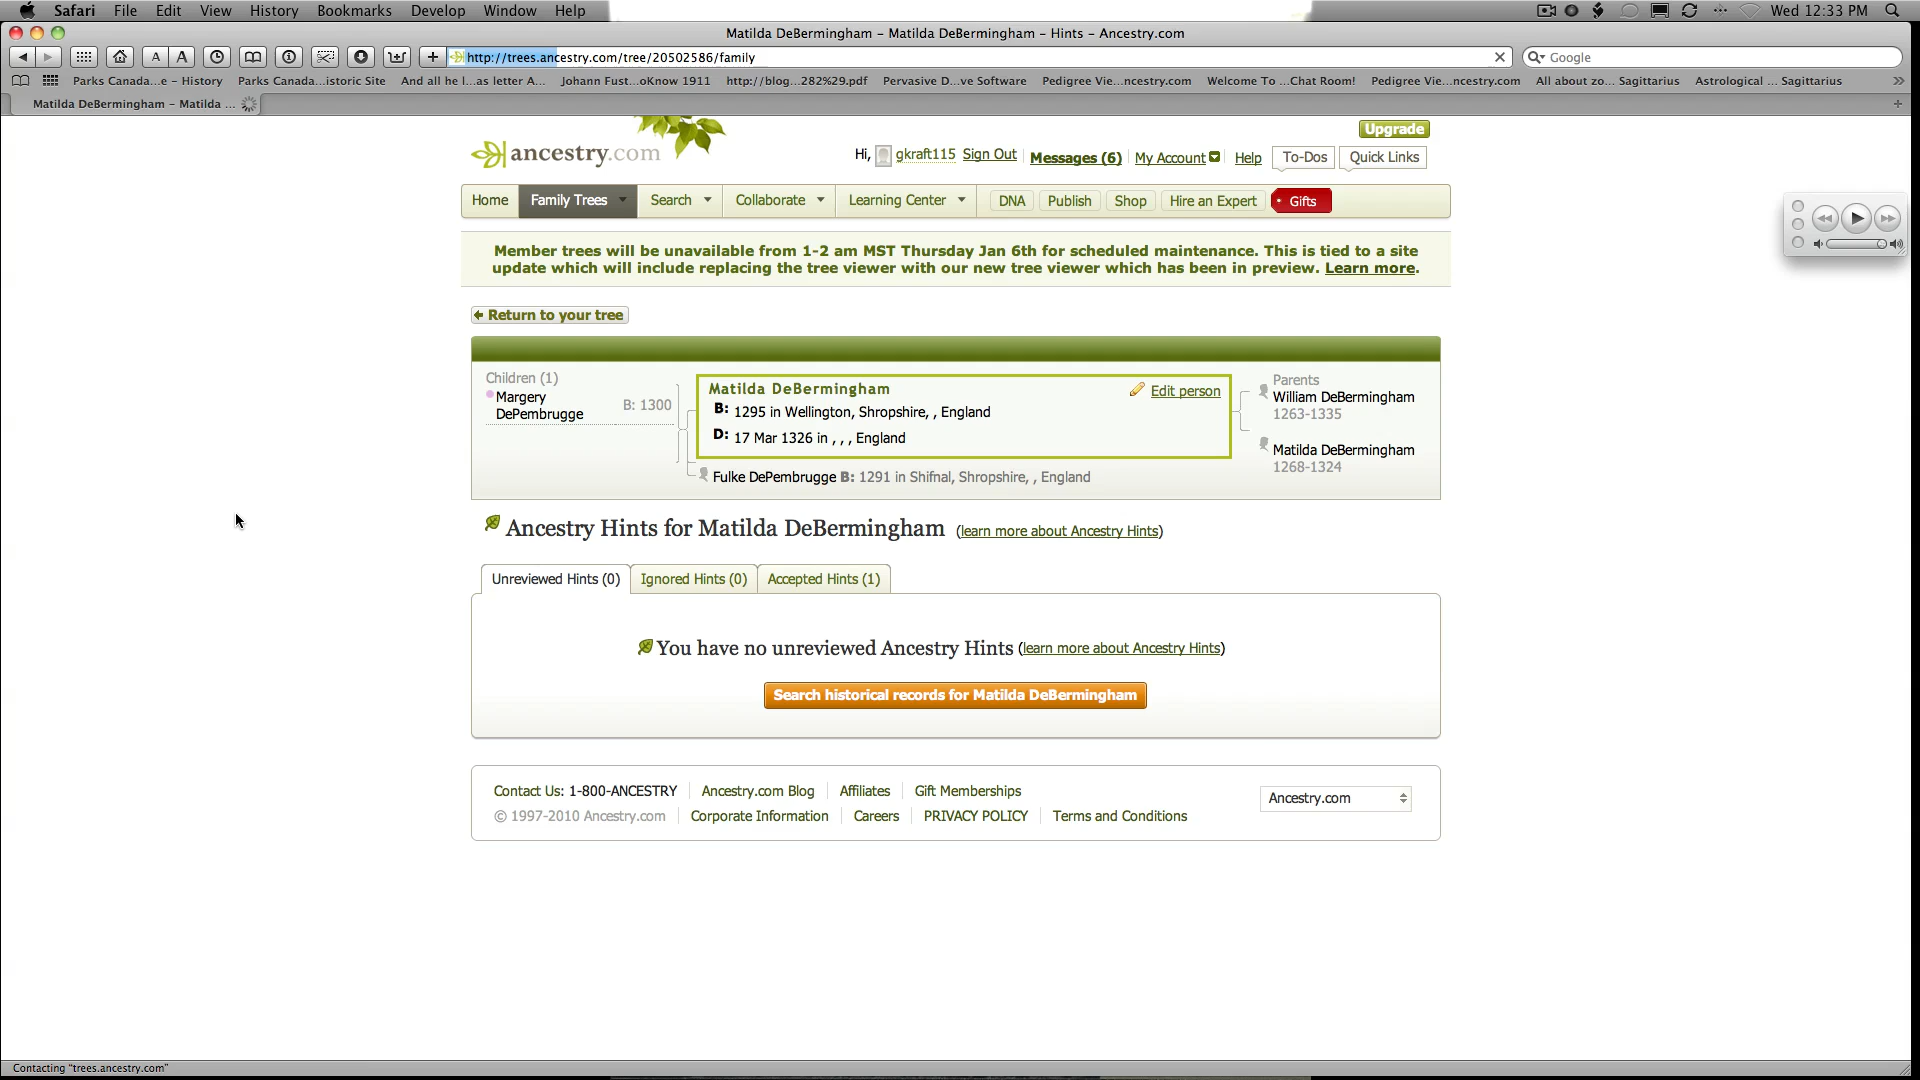 Safari File Edit View History Bookmarks Develop Window Help Wed 12:33 PM
Matilda DeBermingham – Matilda DeBermingham – Hints – Ancestry.com
A A http://trees.ancestry.com/tree/20502586/family Google
Parks Canada...e – History Parks Canada...istoric Site And all he l...as letter A... Johann Fust...oKnow 1911 http://blog...282%29.pdf Pervasive D...ve Software Pedigree Vie...ncestry.com Welcome To ...Chat Room! Pedigree Vie...ncestry.com All about zo... Sagittarius Astrological ... Sagittarius
Matilda DeBermingham – Matilda ...
Upgrade
ancestry.com Hi, gkraft115 Sign Out Messages (6) My Account Help To-Dos Quick Links
Home Family Trees Search Collaborate Learning Center DNA Publish Shop Hire an Expert Gifts
Member trees will be unavailable from 1-2 am MST Thursday Jan 6th for scheduled maintenance. This is tied to a site
update which will include replacing the tree viewer with our new tree viewer which has been in preview. Learn more.
Return to your tree
Children (1)
Margery
DePembrugge
B: 1300
Matilda DeBermingham Edit person
B: 1295 in Wellington, Shropshire, , England
D: 17 Mar 1326 in , , , England
Fulke DePembrugge B: 1291 in Shifnal, Shropshire, , England
Parents
William DeBermingham
1263-1335
Matilda DeBermingham
1268-1324
Ancestry Hints for Matilda DeBermingham (learn more about Ancestry Hints)
Unreviewed Hints (0) Ignored Hints (0) Accepted Hints (1)
You have no unreviewed Ancestry Hints (learn more about Ancestry Hints)
Search historical records for Matilda DeBermingham
Contact Us: 1-800-ANCESTRY Ancestry.com Blog Affiliates Gift Memberships
Ancestry.com
© 1997-2010 Ancestry.com Corporate Information Careers PRIVACY POLICY Terms and Conditions
Contacting "trees.ancestry.com"